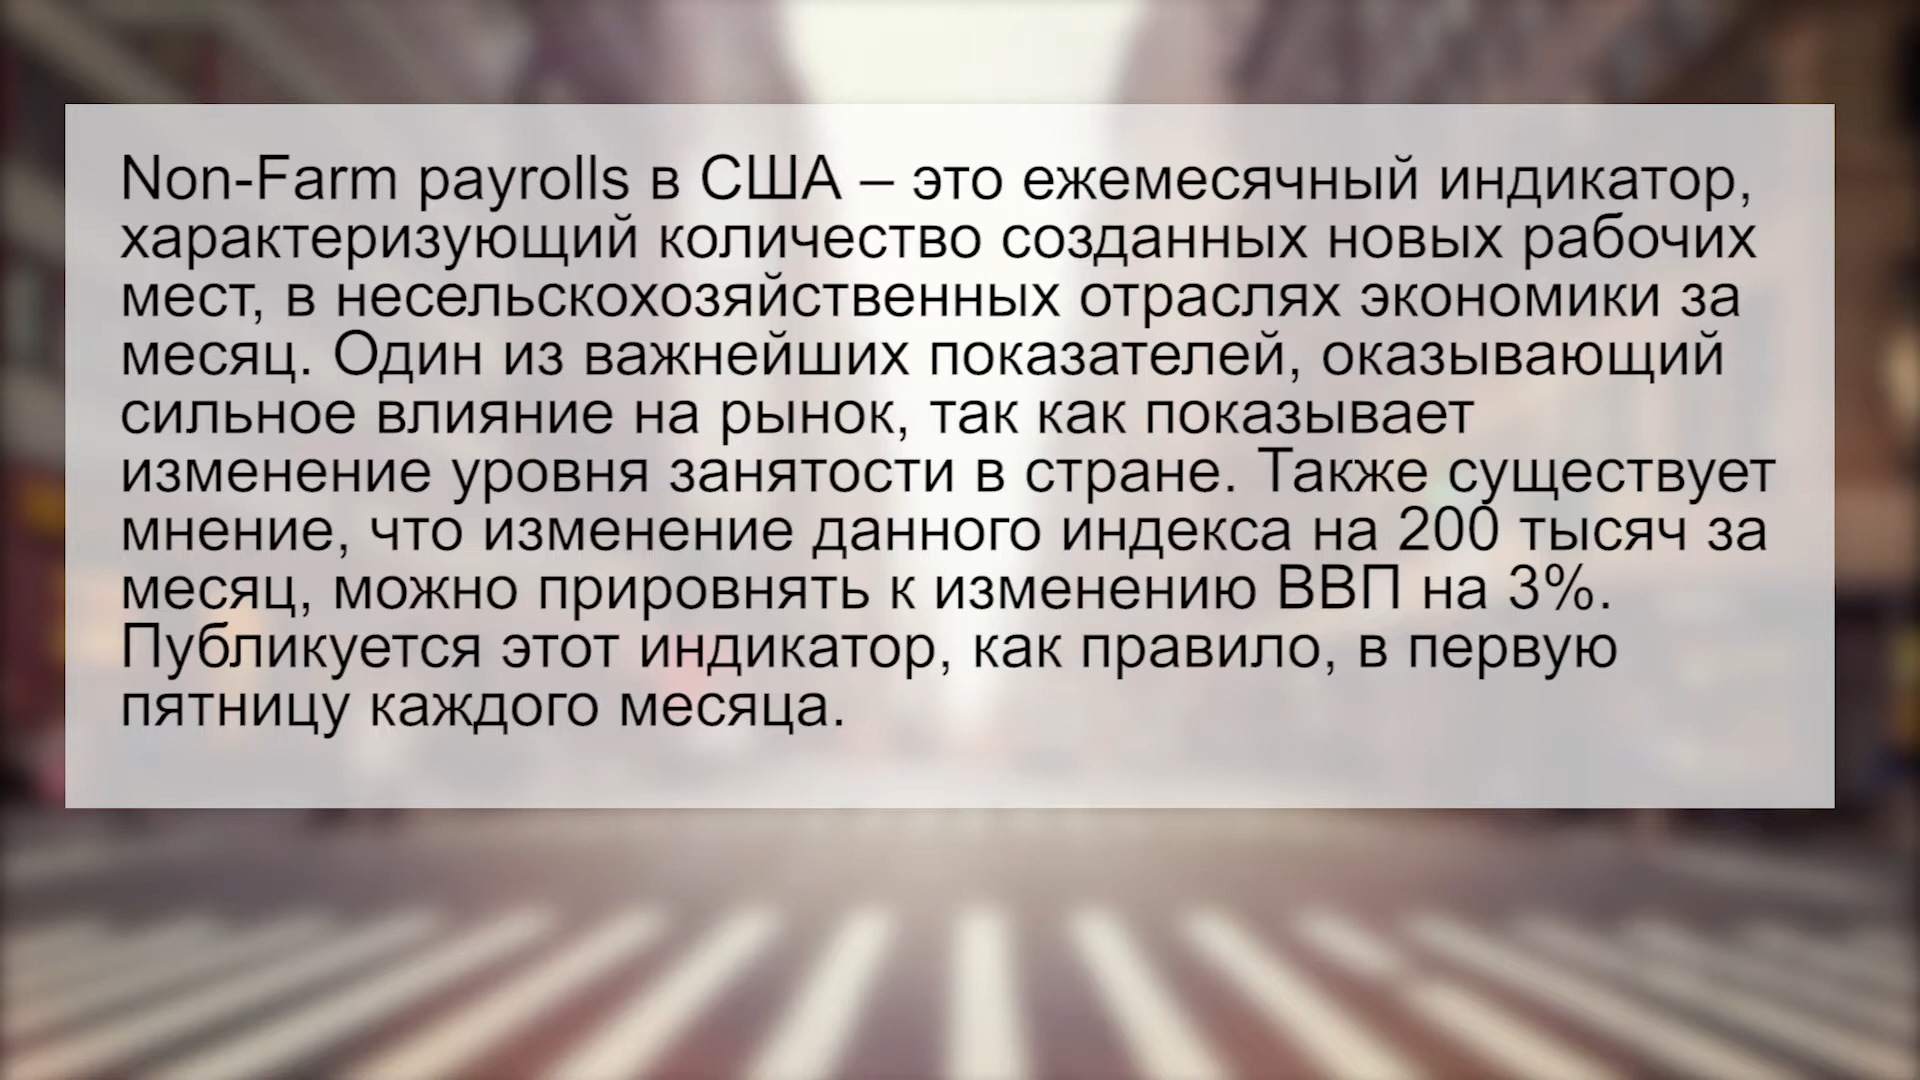 Non-Farm payrolls в США – это ежемесячный индикатор,
характеризующий количество созданных новых рабочих
мест, в несельскохозяйственных отраслях экономики за
месяц. Один из важнейших показателей, оказывающий
сильное влияние на рынок, так как показывает
изменение уровня занятости в стране. Также существует
мнение, что изменение данного индекса на 200 тысяч за
месяц, можно прировнять к изменению ВВП на 3%.
Публикуется этот индикатор, как правило, в первую
пятницу каждого месяца.